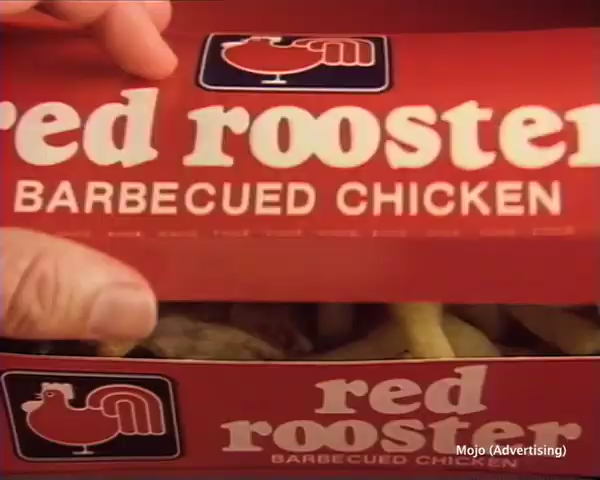 red rooster
BARBECUED CHICKEN
red
rooster
BARBECUED CHICKEN
Mojo (Advertising)